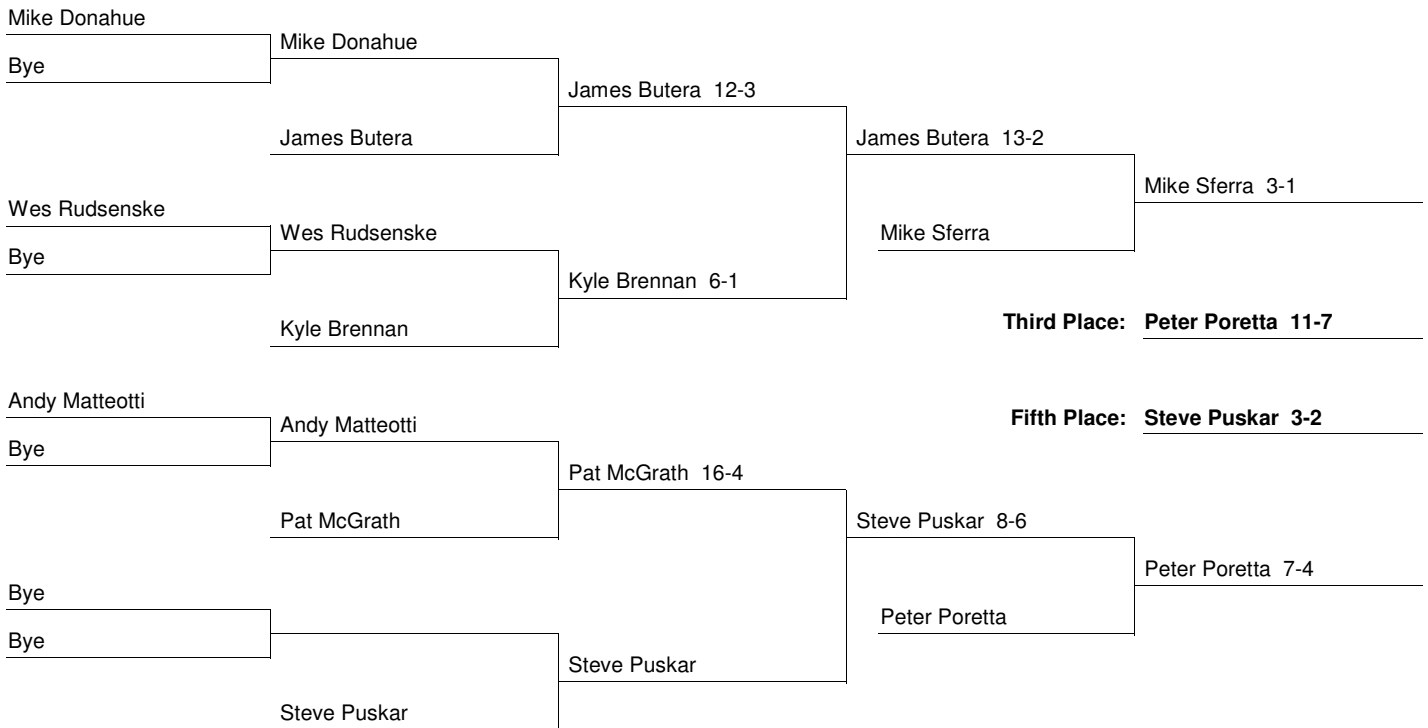 Mike Donahue
Mike Donahue
Bye
James Butera 12-3
James Butera
James Butera 13-2
Mike Sferra 3-1
Wes Rudsenske
Wes Rudsenske
Mike Sferra
Bye
Kyle Brennan 6-1
Kyle Brennan
Third Place: Peter Poretta 11-7
Andy Matteotti
Andy Matteotti
Fifth Place: Steve Puskar 3-2
Bye
Pat McGrath 16-4
Pat McGrath
Steve Puskar 8-6
Peter Poretta 7-4
Bye
Peter Poretta
Bye
Steve Puskar
Steve Puskar